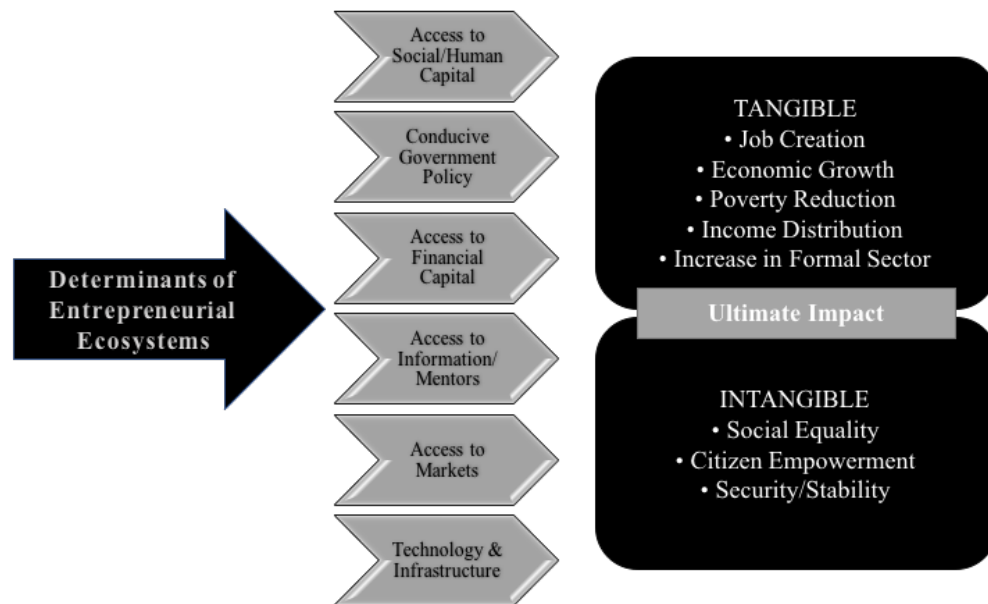 Determinants of
Entrepreneurial
Ecosystems
Access to
Social/Human
Capital
Conducive
Government
Policy
Access to
Financial
Capital
Access to
Information/
Mentors
Access to
Markets
Technology &
Infrastructure
TANGIBLE
• Job Creation
• Economic Growth
• Poverty Reduction
• Income Distribution
• Increase in Formal Sector
Ultimate Impact
INTANGIBLE
• Social Equality
• Citizen Empowerment
• Security/Stability